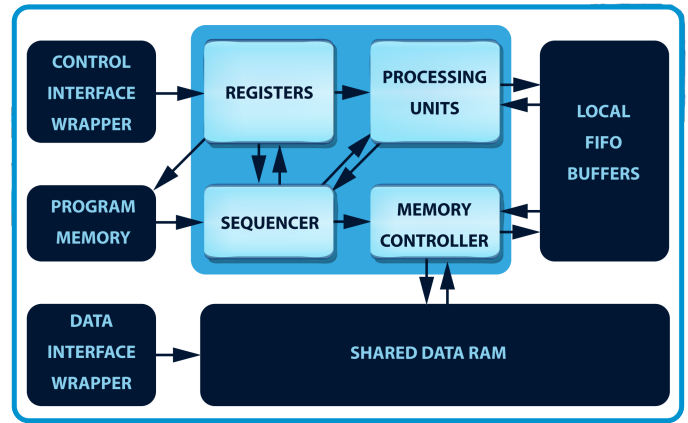 CONTROL
INTERFACE
WRAPPER
REGISTERS
PROCESSING
UNITS
LOCAL
FIFO
BUFFERS
PROGRAM
MEMORY
SEQUENCER
MEMORY
CONTROLLER
DATA
INTERFACE
WRAPPER
SHARED DATA RAM